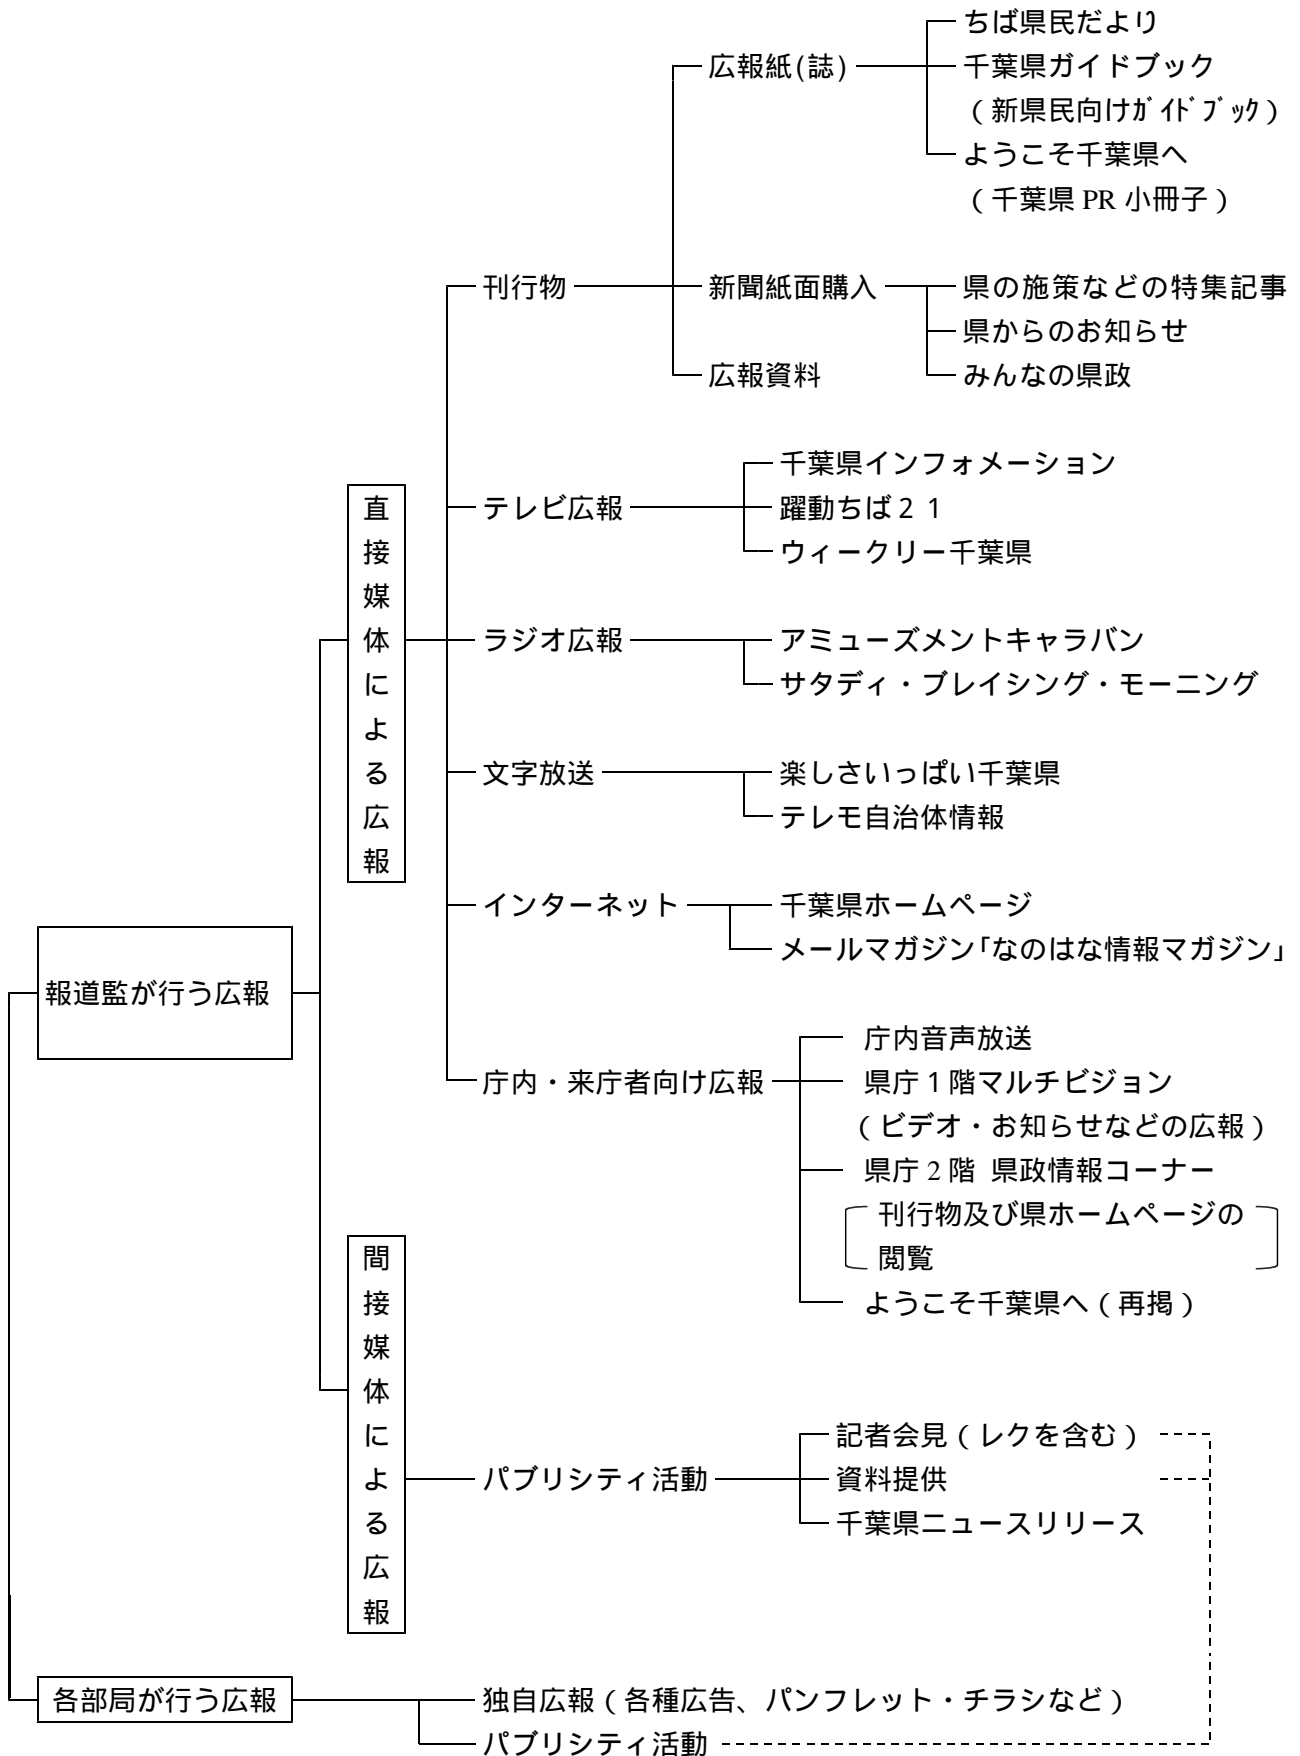 ちば県民だより
広報紙(誌)
千葉県ガイドブック
(新県民向けガイドブック)
ようこそ千葉県へ
(千葉県 PR 小冊子)
刊行物
新聞紙面購入
県の施策などの特集記事
県からのお知らせ
広報資料
みんなの県政
千葉県インフォメーション
テレビ広報
躍動ちば21
ウィークリー千葉県
直接媒体による広報
ラジオ広報
アミューズメントキャラバン
サタディ・ブレイシング・モーニング
文字放送
楽しさいっぱい千葉県
テレモ自治体情報
インターネット
千葉県ホームページ
メールマガジン「なのはな情報マガジン」
報道監が行う広報
庁内音声放送
庁内・来庁者向け広報
県庁1階マルチビジョン
(ビデオ・お知らせなどの広報)
県庁2階 県政情報コーナー
刊行物及び県ホームページの
閲覧
ようこそ千葉県へ(再掲)
間接媒体による広報
記者会見(レクを含む)
パブリシティ活動
資料提供
千葉県ニュースリリース
各部局が行う広報
独自広報(各種広告、パンフレット・チラシなど)
パブリシティ活動